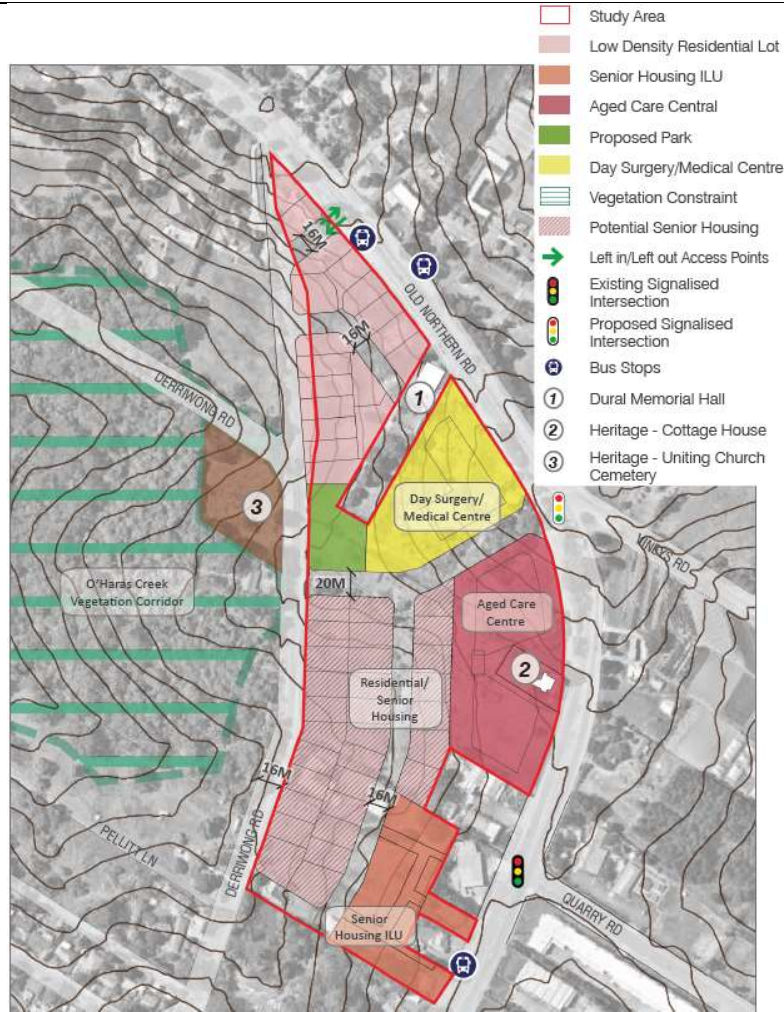 Study Area
Low Density Residential Lot
Senior Housing ILU
Aged Care Central
Proposed Park
Day Surgery/Medical Centre
Vegetation Constraint
Potential Senior Housing
Left in/Left out Access Points
Existing Signalised
Intersection
Proposed Signalised
Intersection
Bus Stops
1 Dural Memorial Hall
2 Heritage - Cottage House
3 Heritage - Uniting Church
Cemetery
16M
OLD NORTHERN RD
16M
DERRIWONG RD
1
3
Day Surgery/
Medical Centre
VINEYS RD
O'Haras Creek
Vegetation Corridor
20M
Aged Care
Centre
2
Residential/
Senior
Housing
16M
16M
PELLITT LN
DERRIWONG RD
QUARRY RD
Senior
Housing ILU